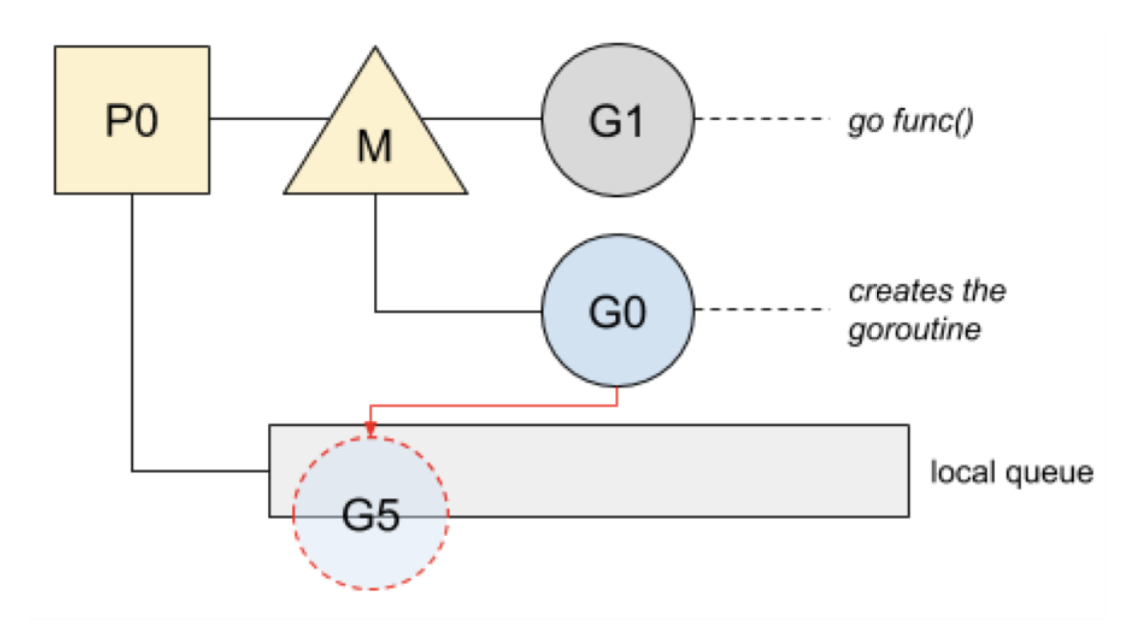 P0
M
G1
go func()
G0
creates the
goroutine
local queue
G5